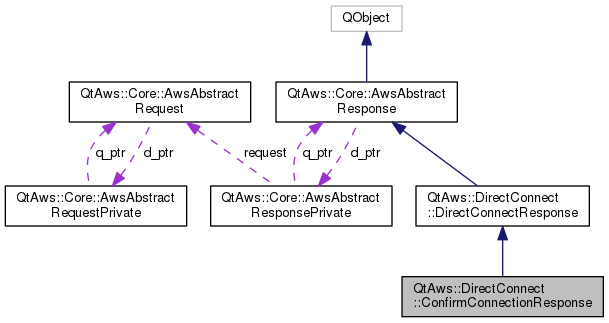 QObject
QtAws::Core::AwsAbstract
Request
QtAws::Core::AwsAbstract
Response
q_ptr
d_ptr
request
q_ptr
d_ptr
QtAws::Core::AwsAbstract
RequestPrivate
QtAws::Core::AwsAbstract
ResponsePrivate
QtAws::DirectConnect
::DirectConnectResponse
QtAws::DirectConnect
::ConfirmConnectionResponse